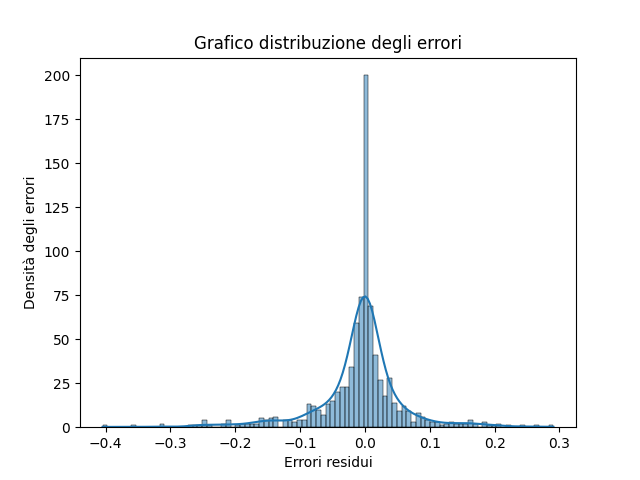 Grafico distribuzione degli errori
200
175
150
125
100
75
50
25
0
Densità degli errori
−0.4 −0.3 −0.2 −0.1 0.0 0.1 0.2 0.3
Errori residui